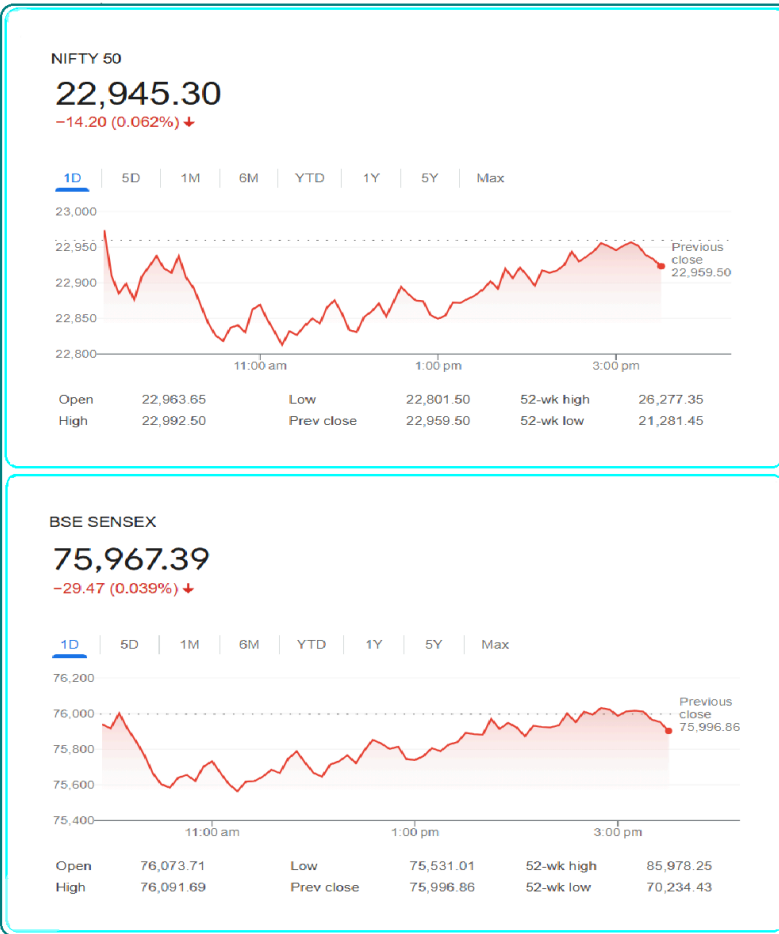 NIFTY 50
22,945.30
−14.20 (0.062%)
1D 5D 1M 6M YTD 1Y 5Y Max
23,000
22,950
22,900
22,850
22,800
Previous
close
22,959.50
11:00 am 1:00 pm 3:00 pm
Open 22,963.65 Low 22,801.50 52-wk high 26,277.35
High 22,992.50 Prev close 22,959.50 52-wk low 21,281.45
BSE SENSEX
75,967.39
−29.47 (0.039%)
1D 5D 1M 6M YTD 1Y 5Y Max
76,200
76,000
75,800
75,600
75,400
Previous
close
75,996.86
11:00 am 1:00 pm 3:00 pm
Open 76,073.71 Low 75,531.01 52-wk high 85,978.25
High 76,091.69 Prev close 75,996.86 52-wk low 70,234.43